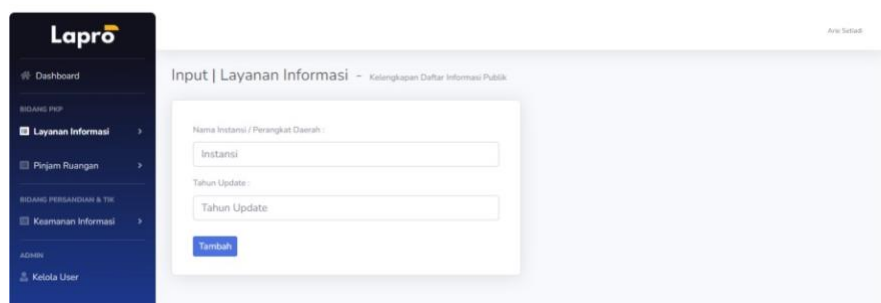 Lapro
Arie Setiadi
Dashboard
Input | Layanan Informasi - Kelengkapan Daftar Informasi Publik
BIDANG PKP
Layanan Informasi
Nama Instansi / Perangkat Daerah :
Instansi
Pinjam Ruangan
Tahun Update :
BIDANG PERSANDIAN & TIK
Tahun Update
Keamanan Informasi
Tambah
ADMIN
Kelola User